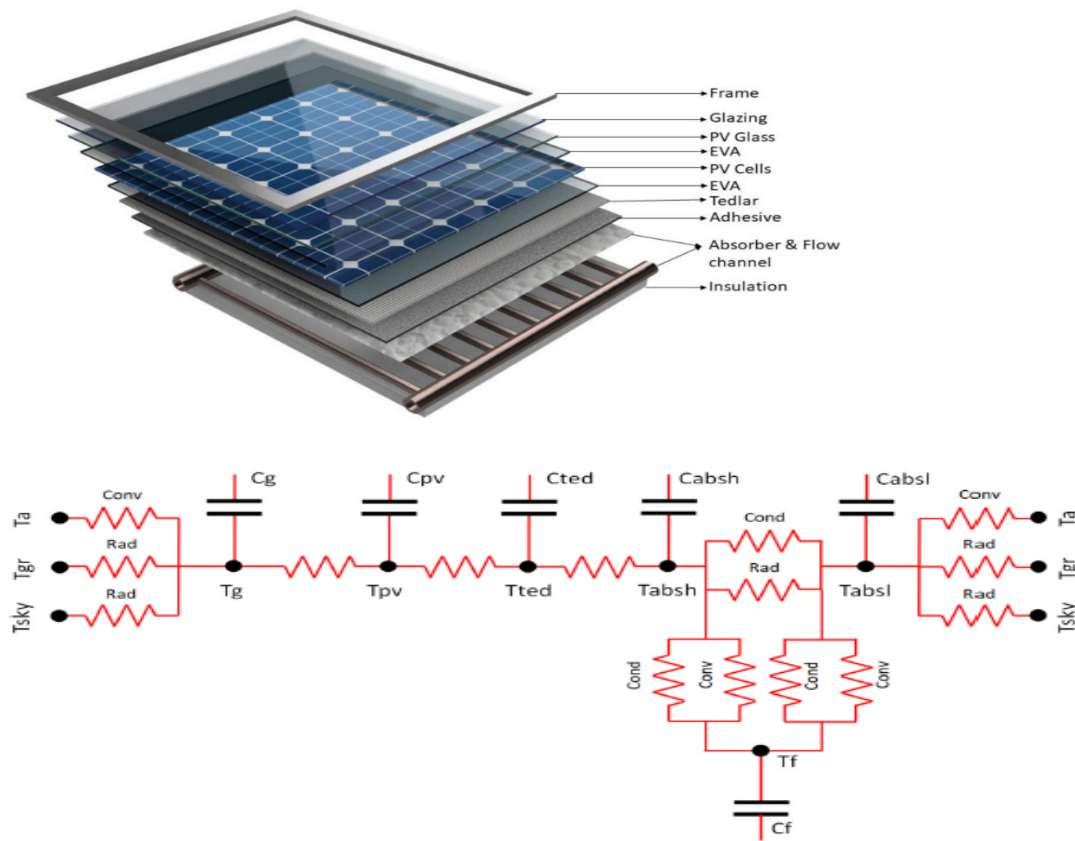 Frame
Glazing
PV Glass
EVA
PV Cells
EVA
Tedlar
Adhesive
Absorber & Flow
channel
Insulation
Cg
Cpv
Cted
Cabsh
Cabsl
Conv
Conv
Ta
Cond
Ta
Rad
Rad
Tgr
Rad
Tgr
Rad
Tg
Tpv
Tted
Tabsh
Tabsl
Rad
Tsky
Tsky
Cond
Conv
Cond
Conv
Tf
Cf